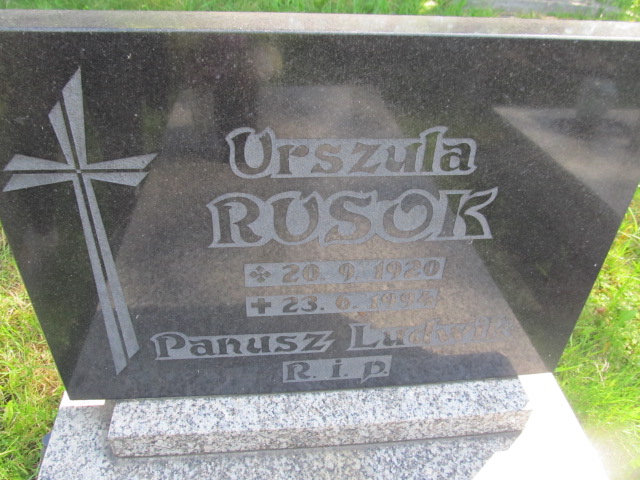 Urszula
RUSOK
20. 9. 1920
23. 6.
Panusz
R. i. p.